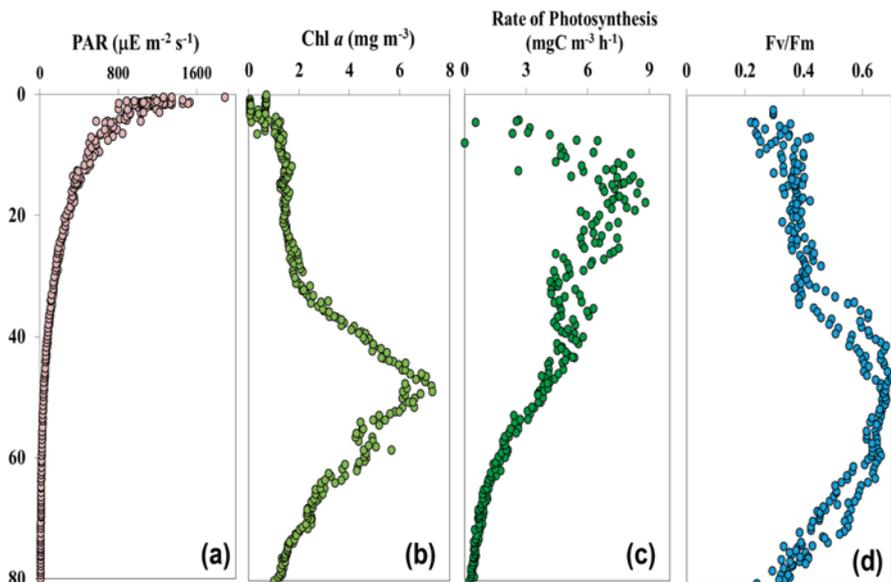 PAR (µE m⁻² s⁻¹)
Chl a (mg m⁻³)
Rate of Photosynthesis
(mgC m⁻³ h⁻¹)
Fv/Fm
0 800 1600
0 2 4 6 8
0 3 6 9
0 0.2 0.4 0.6
0
20
40
60
80
(a)
(b)
(c)
(d)